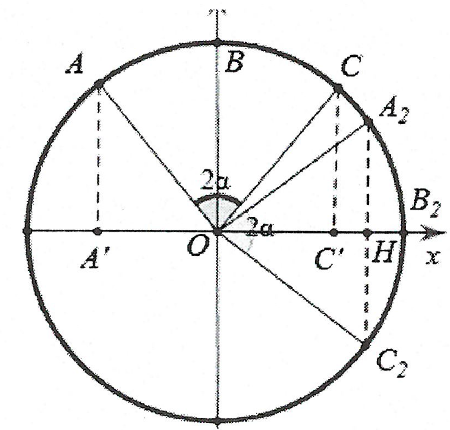 A B C A₂
2α
B₂
A' O 2α C' H x
C₂